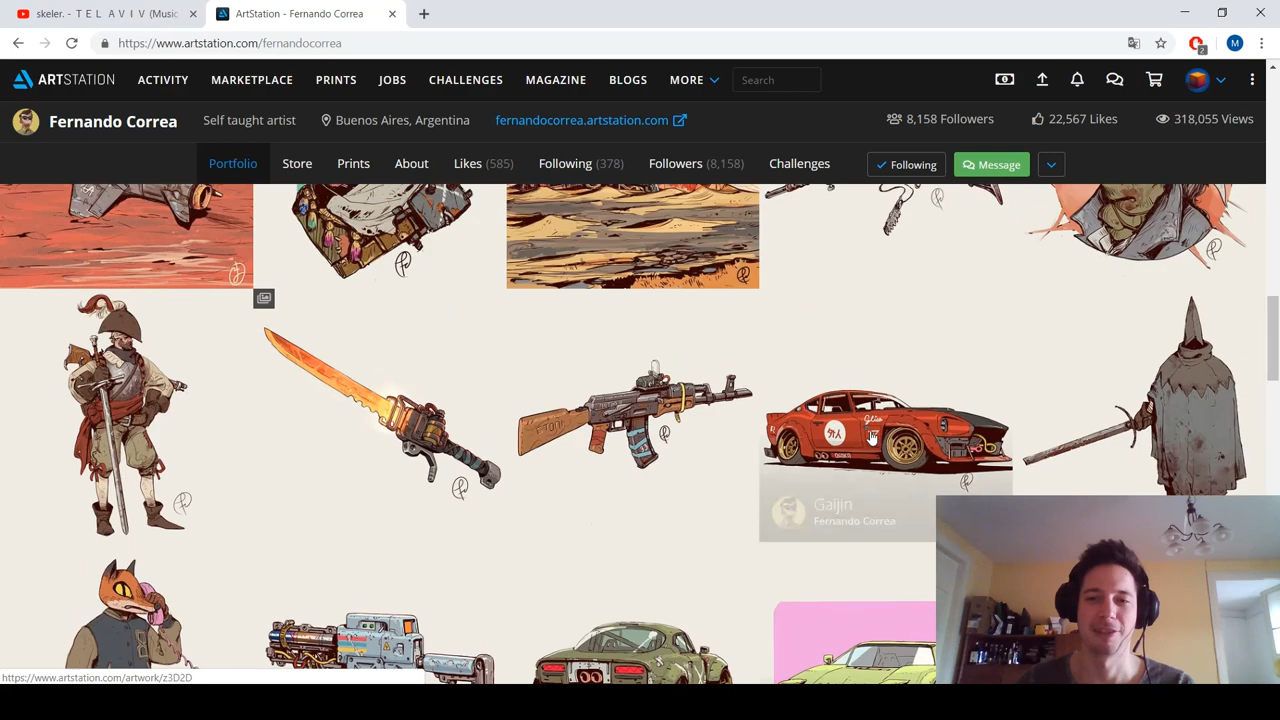 skeler. - T E L  A V I V (Music
ArtStation - Fernando Correa
https://www.artstation.com/fernandocorrea
2
M
ARTSTATION ACTIVITY MARKETPLACE PRINTS JOBS CHALLENGES MAGAZINE BLOGS MORE Search
Fernando Correa Self taught artist Buenos Aires, Argentina fernandocorrea.artstation.com 8,158 Followers 22,567 Likes 318,055 Views
Portfolio Store Prints About Likes (585) Following (378) Followers (8,158) Challenges Following Message
外人
Gaijin
Fernando Correa
https://www.artstation.com/artwork/z3D2D